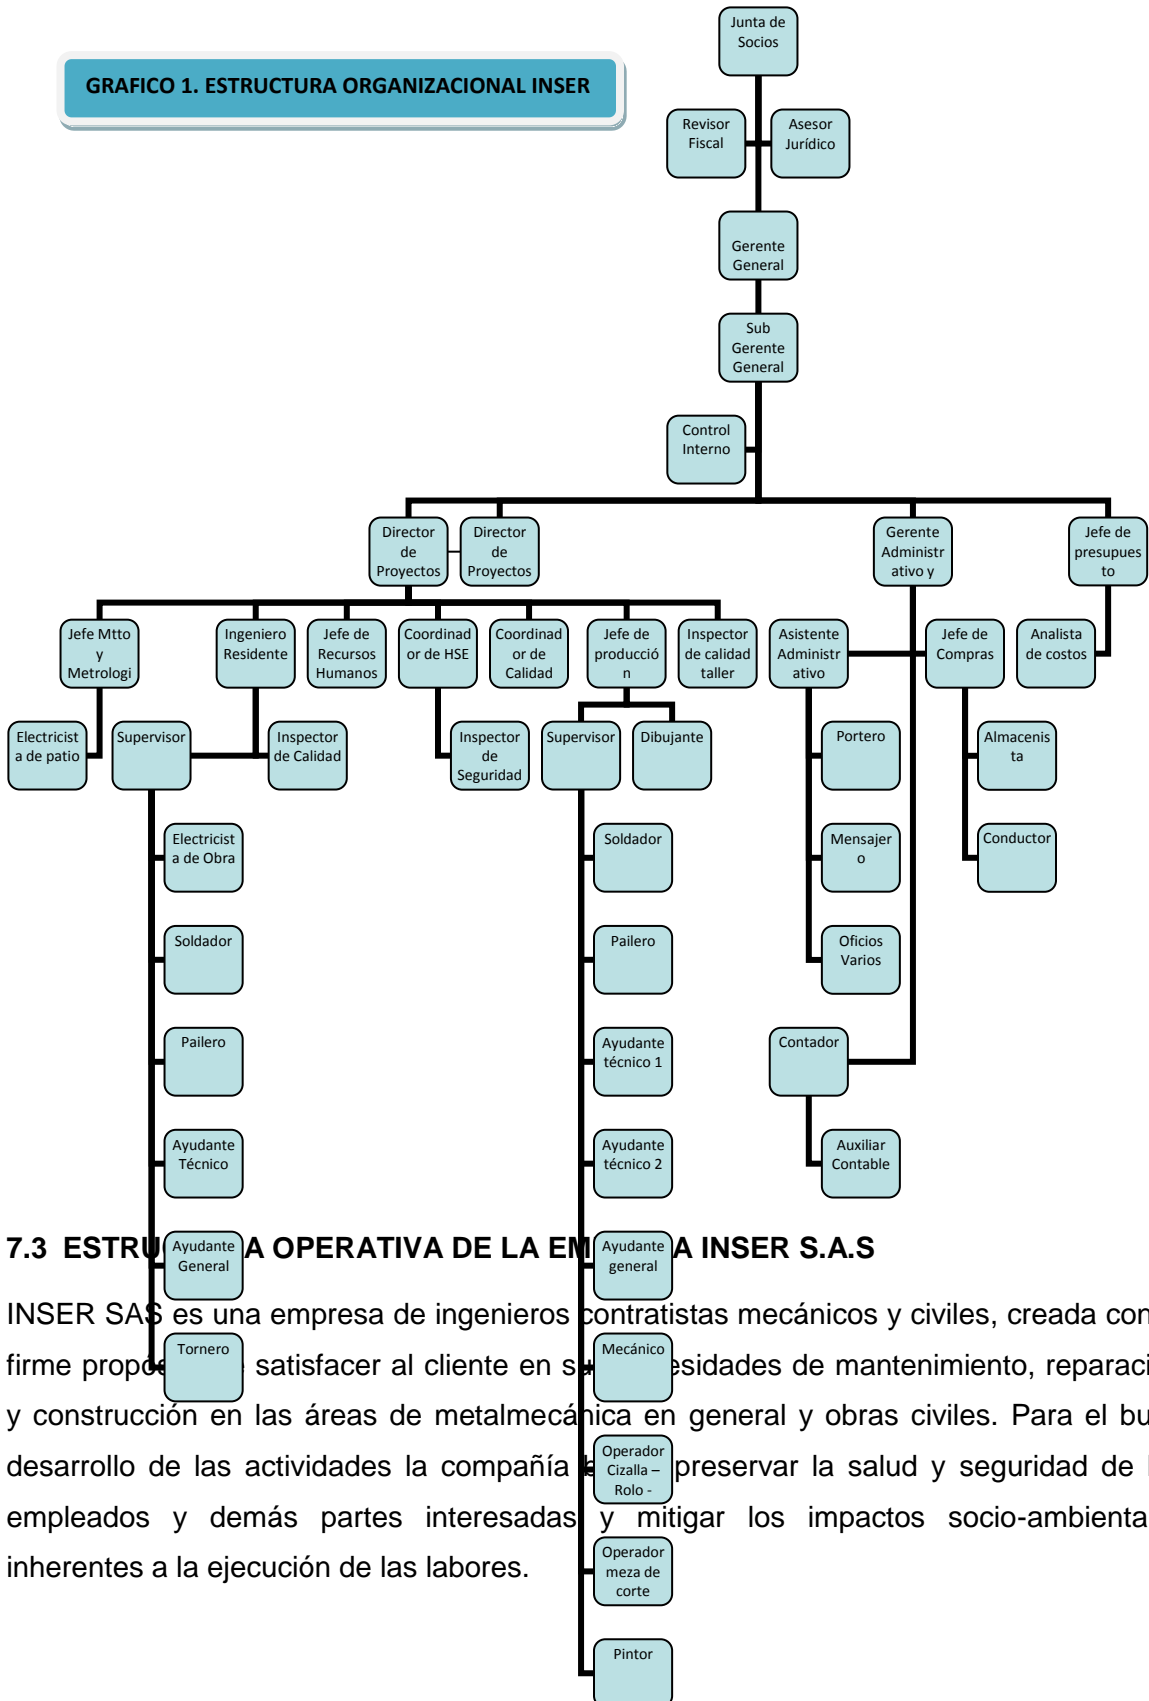 Junta de
Socios
GRAFICO 1. ESTRUCTURA ORGANIZACIONAL INSER
Revisor
Fiscal
Asesor
Jurídico
Gerente
General
Sub
Gerente
General
Control
Interno
Director
de
Proyectos
Director
de
Proyectos
Gerente
Administr
ativo y
Jefe de
presupues
to
Jefe Mtto
y
Metrologi
Ingeniero
Residente
Jefe de
Recursos
Humanos
Coordinad
or de HSE
Coordinad
or de
Calidad
Jefe de
producció
n
Inspector
de calidad
taller
Asistente
Administr
ativo
Jefe de
Compras
Analista
de costos
Electricist
a de patio
Supervisor
Inspector
de Calidad
Inspector
de
Seguridad
Supervisor
Dibujante
Portero
Almacenis
ta
Electricist
a de Obra
Soldador
Mensajer
o
Conductor
Soldador
Pailero
Oficios
Varios
Pailero
Ayudante
técnico 1
Contador
Ayudante
Técnico
Ayudante
técnico 2
Auxiliar
Contable
Ayudante
General
Ayudante
general
Tornero
Mecánico
Operador
Cizalla –
Rolo -
Operador
meza de
corte
Pintor
7.3 ESTRU A OPERATIVA DE LA EM A INSER S.A.S
INSER SAS es una empresa de ingenieros contratistas mecánicos y civiles, creada con
firme propós e satisfacer al cliente en su esidades de mantenimiento, reparaci
y construcción en las áreas de metalmecánica en general y obras civiles. Para el bu
desarrollo de las actividades la compañía preservar la salud y seguridad de l
empleados y demás partes interesadas y mitigar los impactos socio-ambienta
inherentes a la ejecución de las labores.